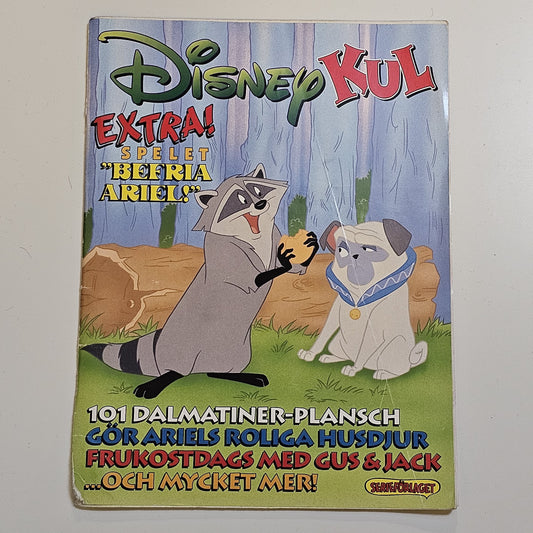 DISNEY KUL
EXTRA!
SPELET
"BEFRIA
ARIEL!"
101 DALMATINER-PLANSCH
GÖR ARIELS ROLIGA HUSDJUR
FRUKOSTDAGS MED GUS & JACK
...OCH MYCKET MER!
SERIEFÖRLAGET